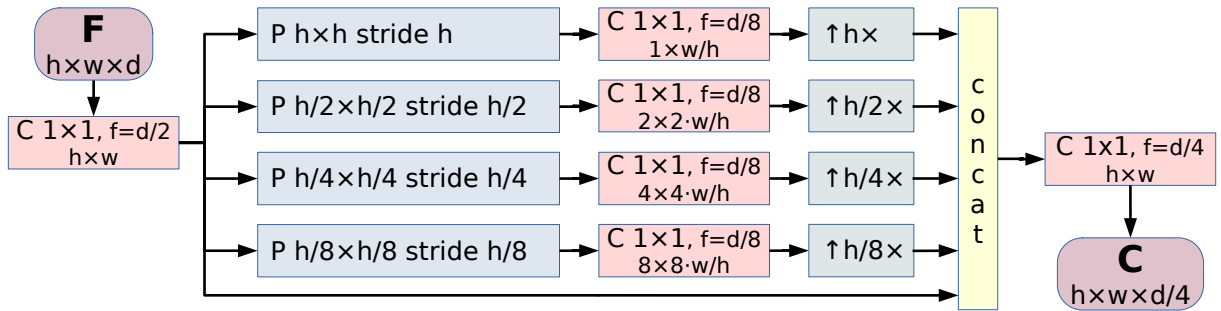 F
h×w×d
C 1×1, f=d/2
h×w
P h×h stride h
C 1×1, f=d/8
1×w/h
↑h×
P h/2×h/2 stride h/2
C 1×1, f=d/8
2×2·w/h
↑h/2×
P h/4×h/4 stride h/4
C 1×1, f=d/8
4×4·w/h
↑h/4×
P h/8×h/8 stride h/8
C 1×1, f=d/8
8×8·w/h
↑h/8×
concat
C 1x1, f=d/4
h×w
C
h×w×d/4